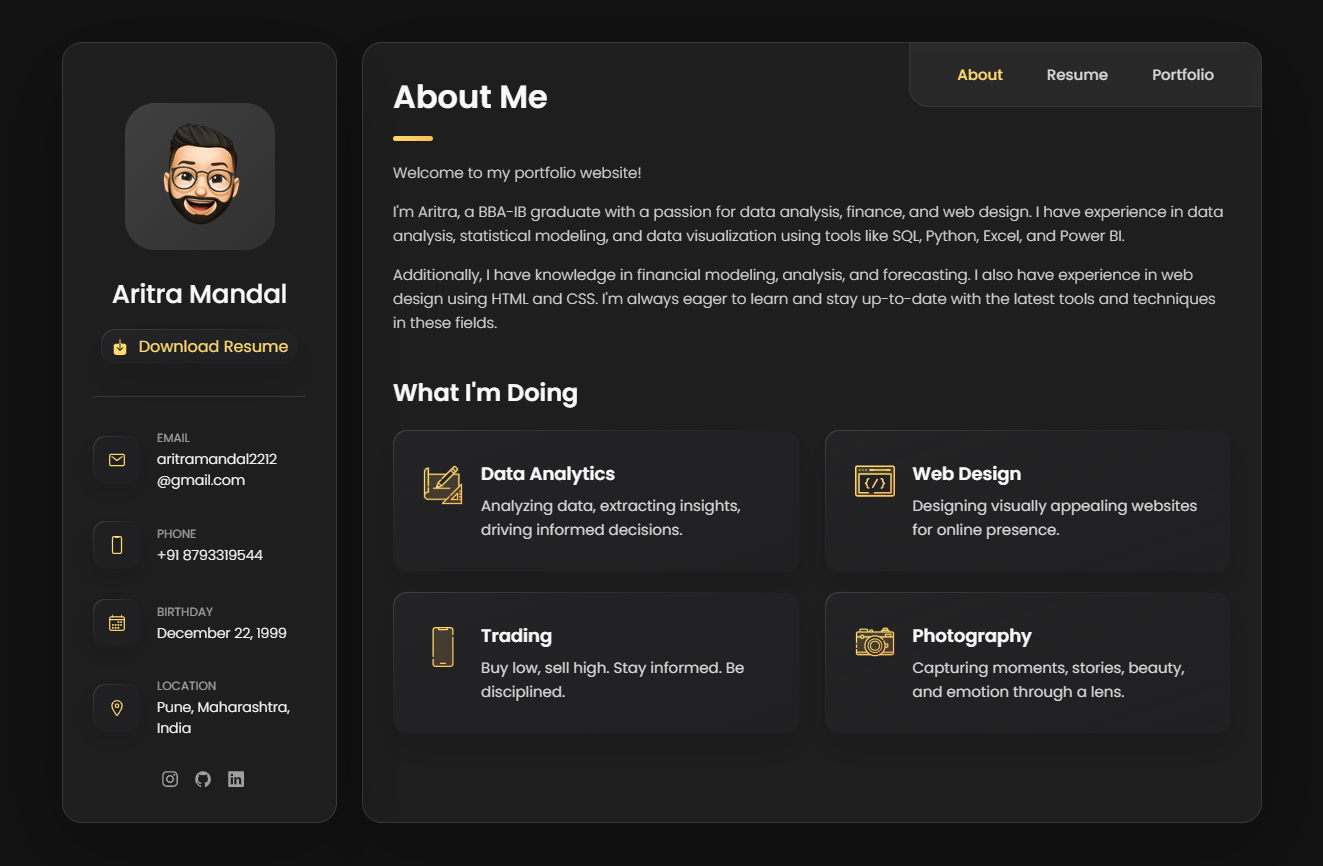 Aritra Mandal
Download Resume
EMAIL
aritramandal2212
@gmail.com
PHONE
+91 8793319544
BIRTHDAY
December 22, 1999
LOCATION
Pune, Maharashtra,
India
About Resume Portfolio
About Me
Welcome to my portfolio website!
I'm Aritra, a BBA-IB graduate with a passion for data analysis, finance, and web design. I have experience in data
analysis, statistical modeling, and data visualization using tools like SQL, Python, Excel, and Power BI.
Additionally, I have knowledge in financial modeling, analysis, and forecasting. I also have experience in web
design using HTML and CSS. I'm always eager to learn and stay up-to-date with the latest tools and techniques
in these fields.
What I'm Doing
Data Analytics
Analyzing data, extracting insights,
driving informed decisions.
Web Design
Designing visually appealing websites
for online presence.
Trading
Buy low, sell high. Stay informed. Be
disciplined.
Photography
Capturing moments, stories, beauty,
and emotion through a lens.